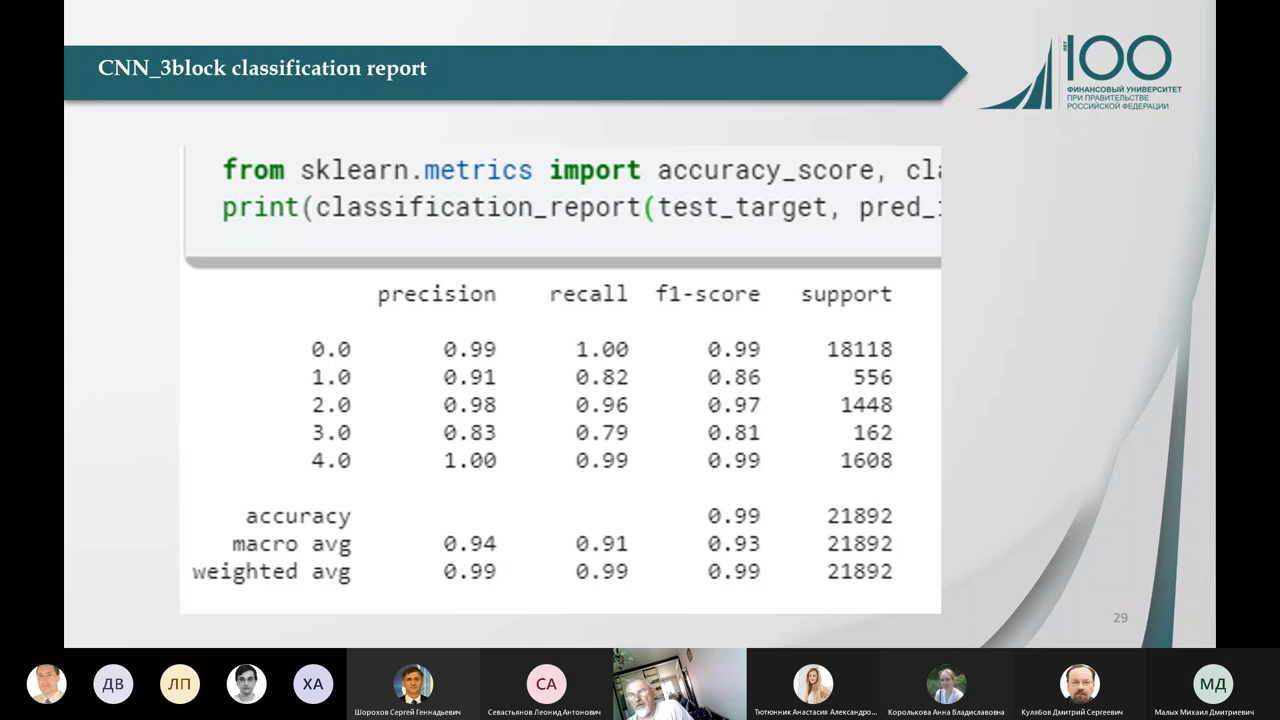 CNN_3block classification report
ЛЕТ
100
ФИНАНСОВЫЙ УНИВЕРСИТЕТ
ПРИ ПРАВИТЕЛЬСТВЕ
РОССИЙСКОЙ ФЕДЕРАЦИИ
from sklearn.metrics import accuracy_score, cla
print(classification_report(test_target, pred_
precision recall f1-score support
0.0 0.99 1.00 0.99 18118
1.0 0.91 0.82 0.86 556
2.0 0.98 0.96 0.97 1448
3.0 0.83 0.79 0.81 162
4.0 1.00 0.99 0.99 1608
accuracy 0.99 21892
macro avg 0.94 0.91 0.93 21892
weighted avg 0.99 0.99 0.99 21892
29
ДВ
ЛП
ХА
СА
МД
Шорохов Сергей Геннадьевич
Севастьянов Леонид Антонович
Тютюнник Анастасия Александро...
Королькова Анна Владиславовна
Кулябов Дмитрий Сергеевич
Малых Михаил Дмитриевич